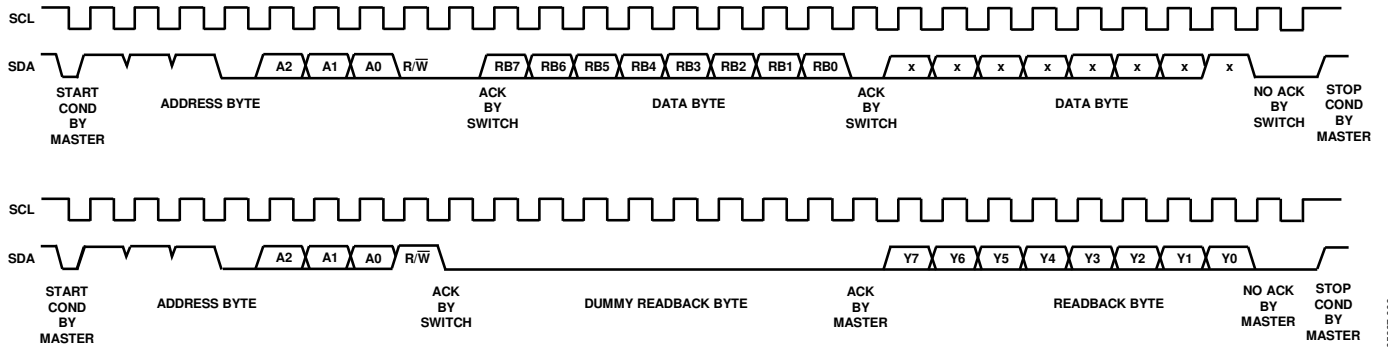 SCL
SDA
A2 A1 A0 R/W̅ RB7 RB6 RB5 RB4 RB3 RB2 RB1 RB0 x x x x x x x x
START
COND
BY
MASTER
ADDRESS BYTE
ACK
BY
SWITCH
DATA BYTE
ACK
BY
SWITCH
DATA BYTE
NO ACK
BY
SWITCH
STOP
COND
BY
MASTER
SCL
SDA
A2 A1 A0 R/W̅ Y7 Y6 Y5 Y4 Y3 Y2 Y1 Y0
START
COND
BY
MASTER
ADDRESS BYTE
ACK
BY
SWITCH
DUMMY READBACK BYTE
ACK
BY
MASTER
READBACK BYTE
NO ACK
BY
MASTER
STOP
COND
BY
MASTER